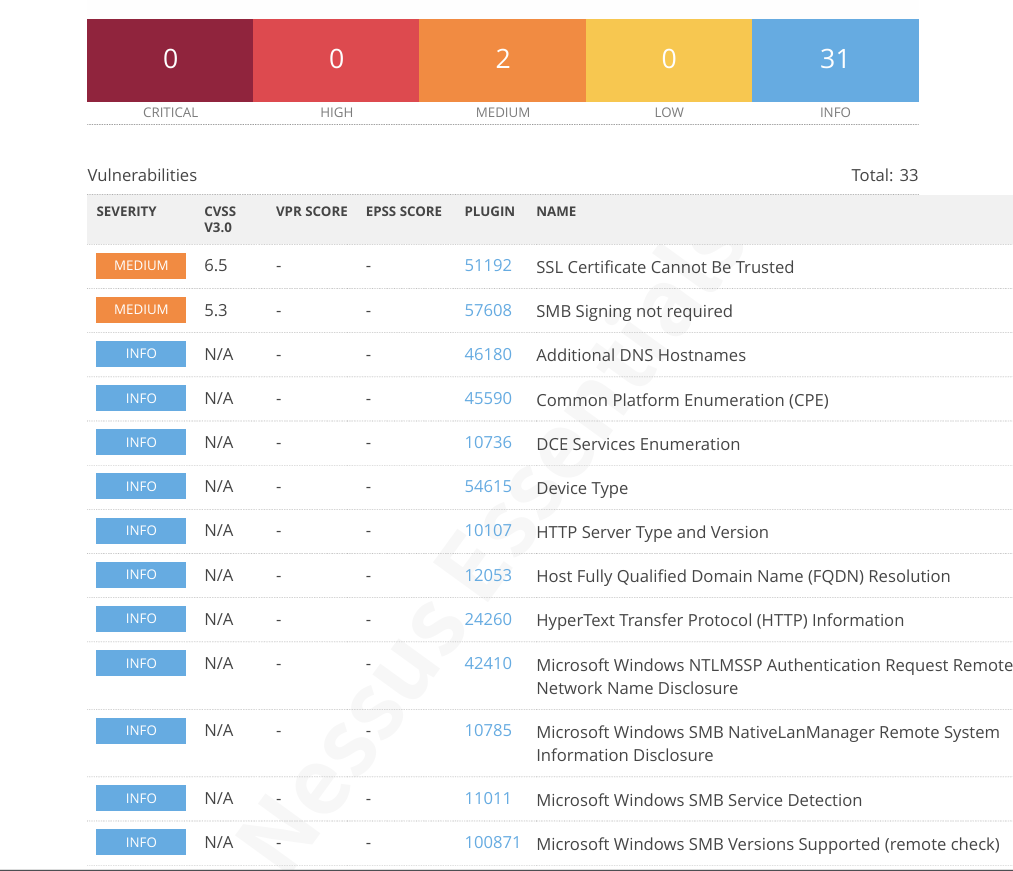 0 0 2 0 31
CRITICAL HIGH MEDIUM LOW INFO
Vulnerabilities Total: 33
SEVERITY CVSS V3.0 VPR SCORE EPSS SCORE PLUGIN NAME
MEDIUM 6.5 - - 51192 SSL Certificate Cannot Be Trusted
MEDIUM 5.3 - - 57608 SMB Signing not required
INFO N/A - - 46180 Additional DNS Hostnames
INFO N/A - - 45590 Common Platform Enumeration (CPE)
INFO N/A - - 10736 DCE Services Enumeration
INFO N/A - - 54615 Device Type
INFO N/A - - 10107 HTTP Server Type and Version
INFO N/A - - 12053 Host Fully Qualified Domain Name (FQDN) Resolution
INFO N/A - - 24260 HyperText Transfer Protocol (HTTP) Information
INFO N/A - - 42410 Microsoft Windows NTLMSSP Authentication Request Remote
Network Name Disclosure
INFO N/A - - 10785 Microsoft Windows SMB NativeLanManager Remote System
Information Disclosure
INFO N/A - - 11011 Microsoft Windows SMB Service Detection
INFO N/A - - 100871 Microsoft Windows SMB Versions Supported (remote check)
Nessus Essentials